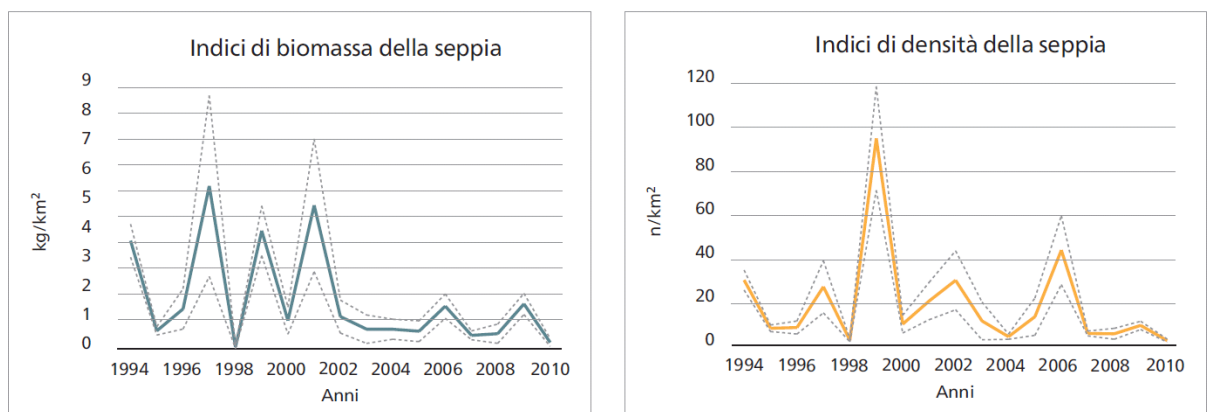 Indici di biomassa della seppia
9
8
7
6
5
4
3
2
1
0
kg/km²
1994 1996 1998 2000 2002 2004 2006 2008 2010
Anni
Indici di densità della seppia
120
100
80
60
40
20
0
n/km²
1994 1996 1998 2000 2002 2004 2006 2008 2010
Anni